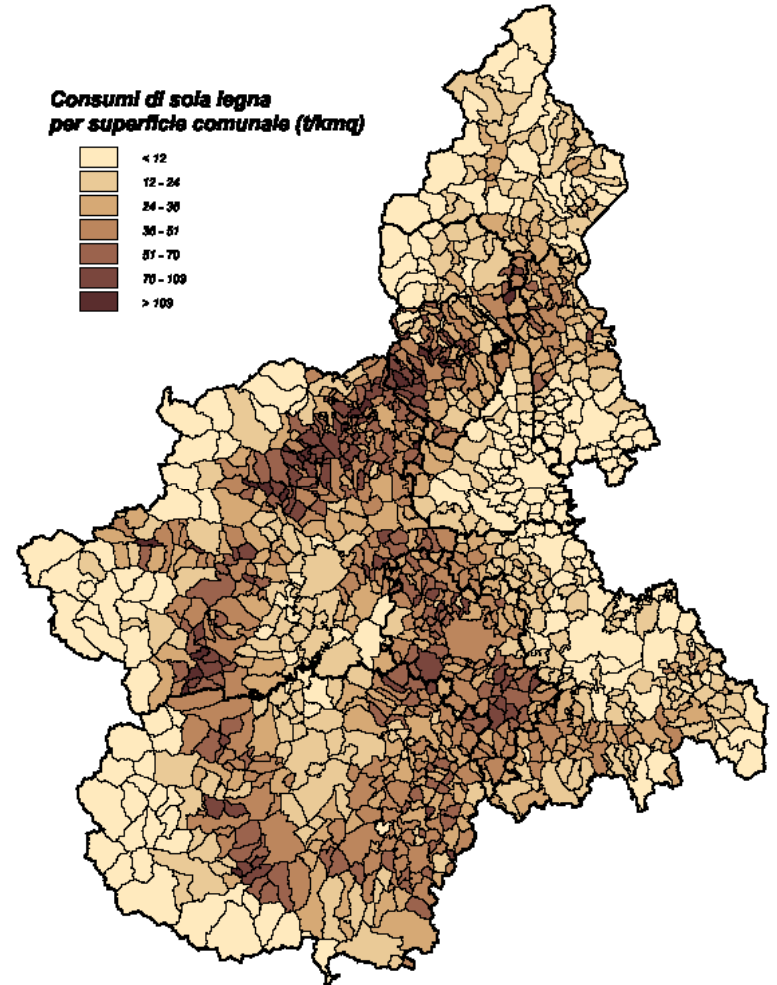 Consumi di sola legna
per superficie comunale (t/kmq)
< 12
12 - 24
24 - 36
36 - 51
51 - 70
70 - 109
> 109